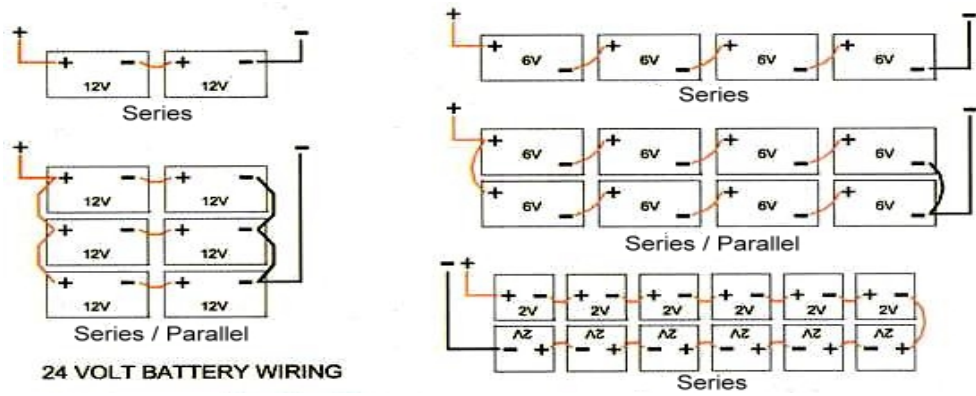 + −
+ − + −
12V 12V
Series
+ −
+ − + −
12V 12V
+ − + −
12V 12V
+ − + −
12V 12V
Series / Parallel
24 VOLT BATTERY WIRING
+ −
+ − + − + − + −
6V 6V 6V 6V
Series
+ −
+ − + − + − + −
6V 6V 6V 6V
+ − + − + − + −
6V 6V 6V 6V
Series / Parallel
− +
+ − + − + − + − + − + −
2V 2V 2V 2V 2V 2V
2V 2V 2V 2V 2V 2V
− + − + − + − + − + − +
Series